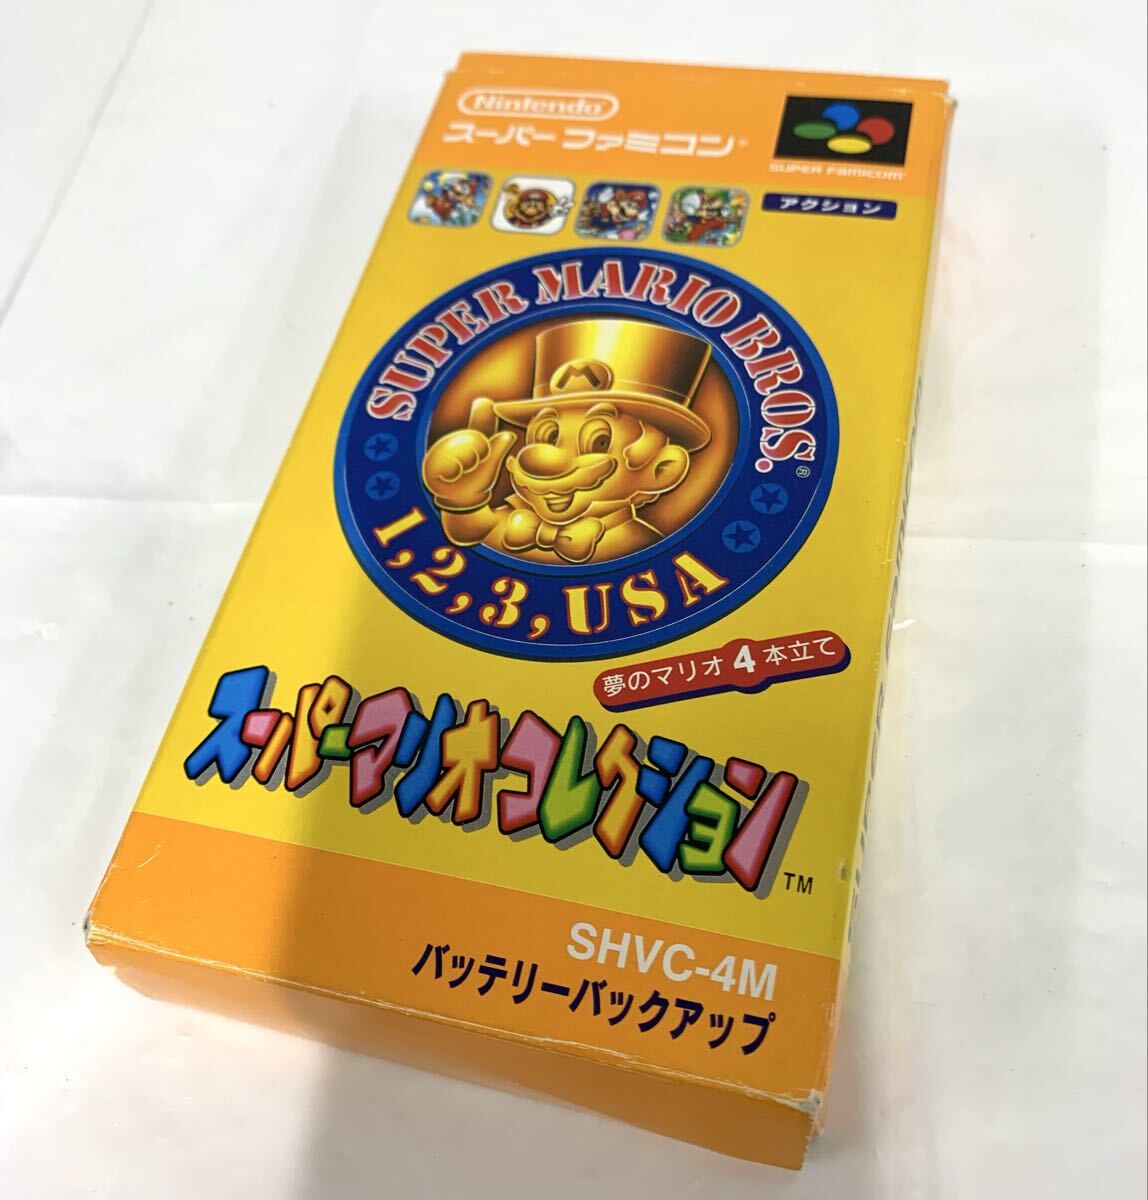 Nintendo
スーパーファミコン®
SUPER FAMICOM™
アクション
SUPER MARIO BROS.®
1, 2, 3, USA
夢のマリオ4本立て
スーパーマリオコレクション™
SHVC-4M
バッテリーバックアップ